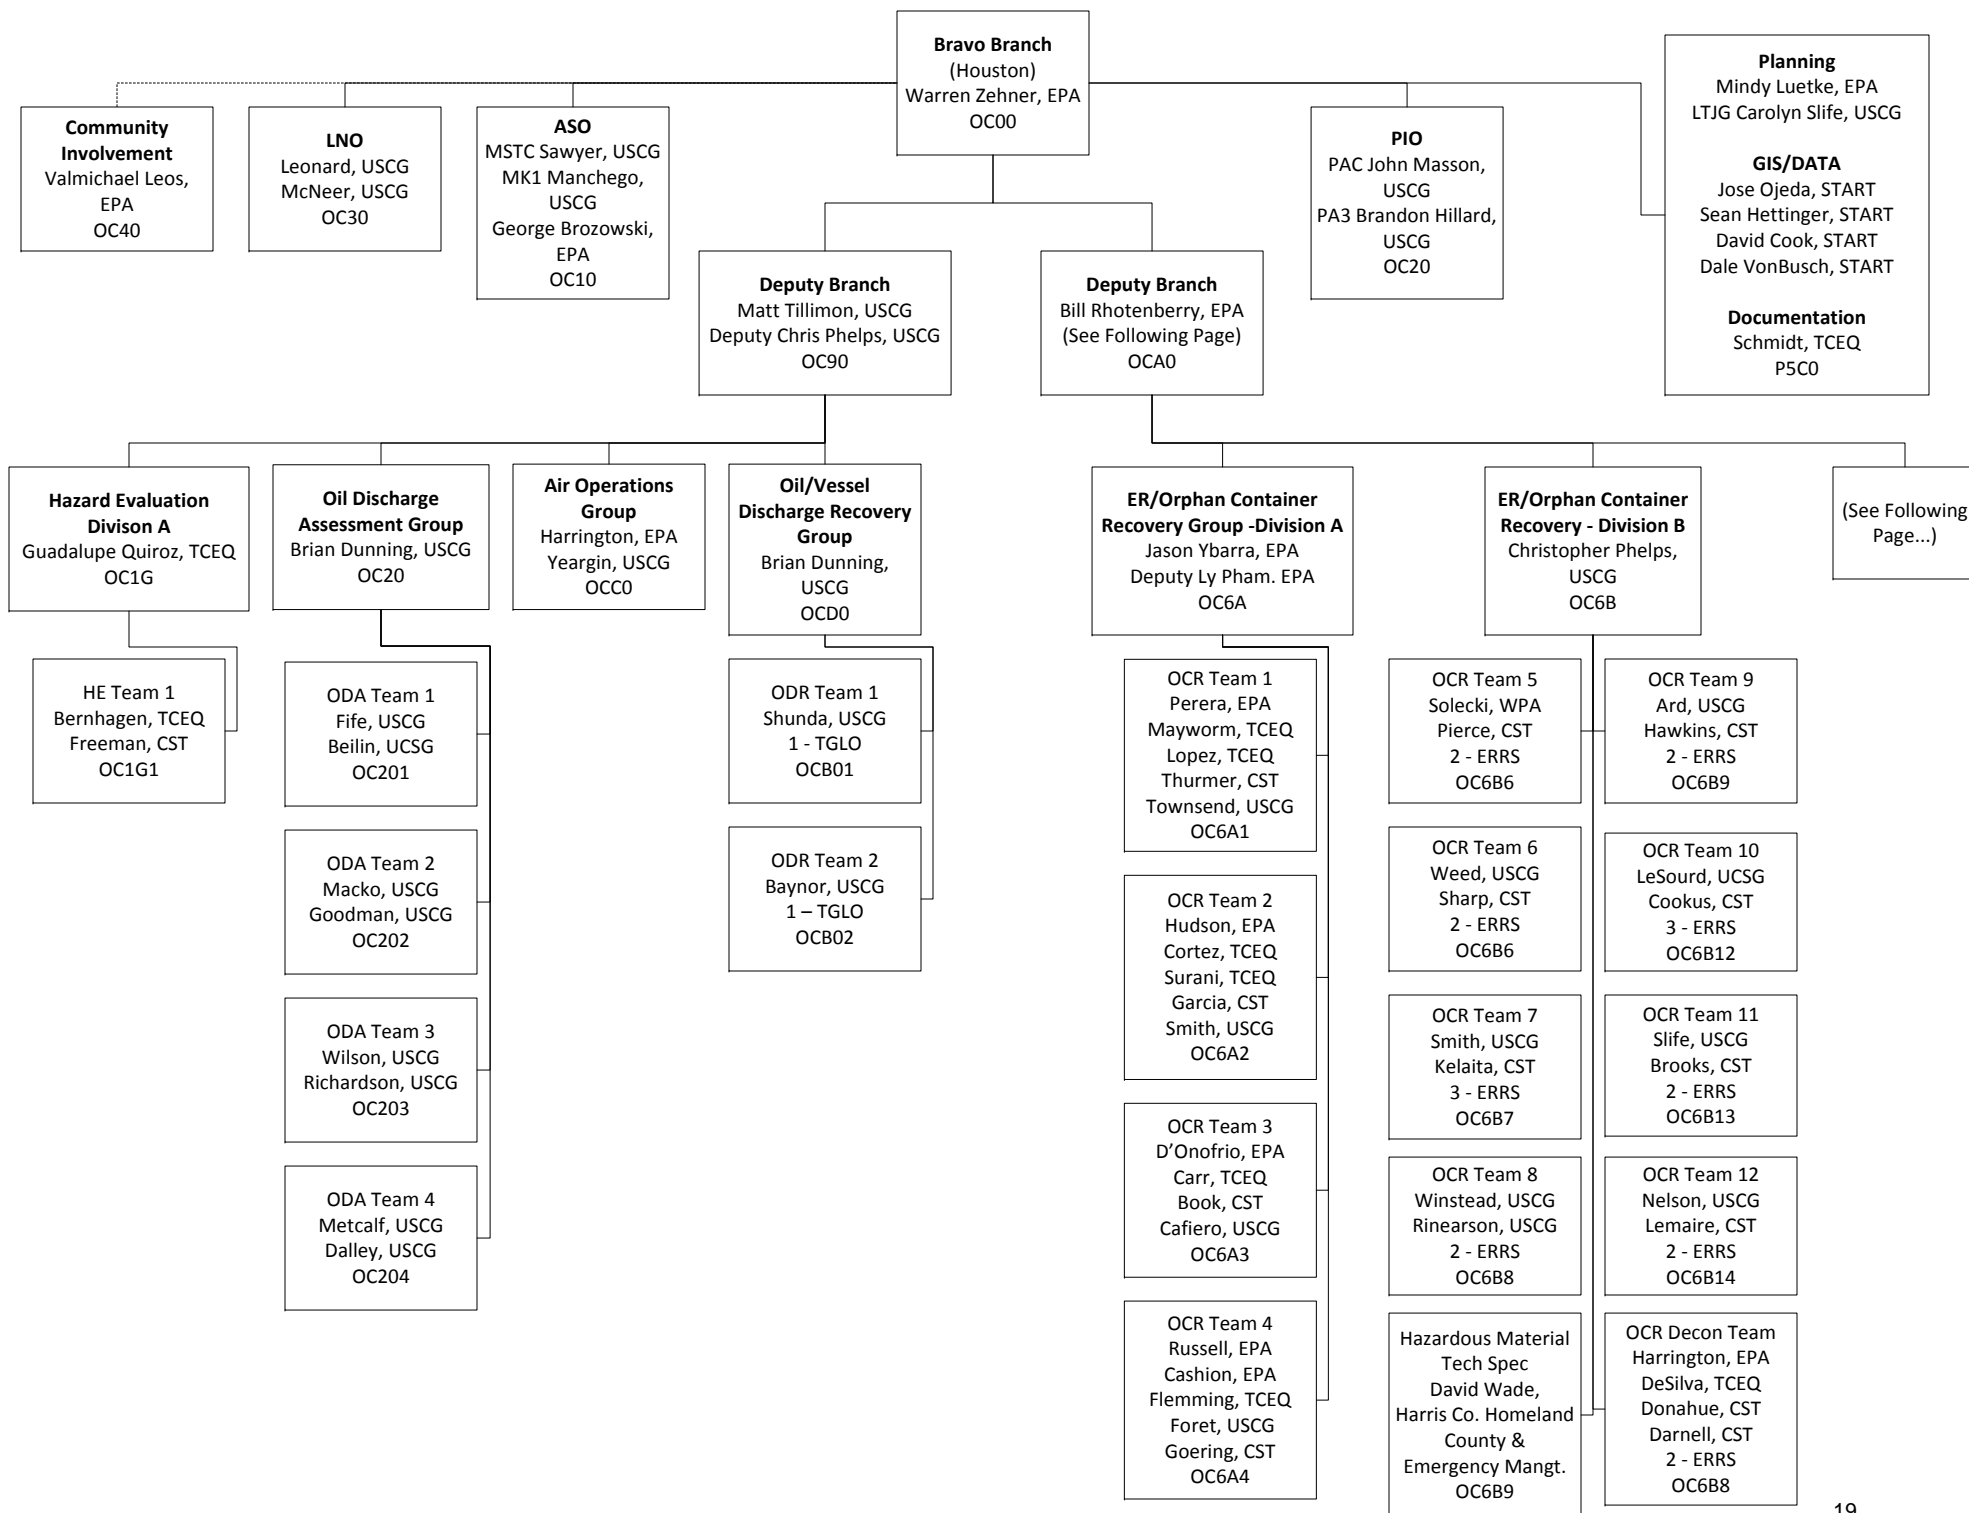 Bravo Branch
(Houston)
Warren Zehner, EPA
OC00
Community
Involvement
Valmichael Leos,
EPA
OC40
LNO
Leonard, USCG
McNeer, USCG
OC30
ASO
MSTC Sawyer, USCG
MK1 Manchego,
USCG
George Brozowski,
EPA
OC10
PIO
PAC John Masson,
USCG
PA3 Brandon Hillard,
USCG
OC20
Planning
Mindy Luetke, EPA
LTJG Carolyn Slife, USCG
GIS/DATA
Jose Ojeda, START
Sean Hettinger, START
David Cook, START
Dale VonBusch, START
Documentation
Schmidt, TCEQ
P5C0
Deputy Branch
Matt Tillimon, USCG
Deputy Chris Phelps, USCG
OC90
Deputy Branch
Bill Rhotenberry, EPA
(See Following Page)
OCA0
Hazard Evaluation
Divison A
Guadalupe Quiroz, TCEQ
OC1G
Oil Discharge
Assessment Group
Brian Dunning, USCG
OC20
Air Operations
Group
Harrington, EPA
Yeargin, USCG
OCC0
Oil/Vessel
Discharge Recovery
Group
Brian Dunning,
USCG
OCD0
ER/Orphan Container
Recovery Group -Division A
Jason Ybarra, EPA
Deputy Ly Pham. EPA
OC6A
ER/Orphan Container
Recovery - Division B
Christopher Phelps,
USCG
OC6B
(See Following
Page...)
HE Team 1
Bernhagen, TCEQ
Freeman, CST
OC1G1
ODA Team 1
Fife, USCG
Beilin, UCSG
OC201
ODA Team 2
Macko, USCG
Goodman, USCG
OC202
ODA Team 3
Wilson, USCG
Richardson, USCG
OC203
ODA Team 4
Metcalf, USCG
Dalley, USCG
OC204
ODR Team 1
Shunda, USCG
1 - TGLO
OCB01
ODR Team 2
Baynor, USCG
1 – TGLO
OCB02
OCR Team 1
Perera, EPA
Mayworm, TCEQ
Lopez, TCEQ
Thurmer, CST
Townsend, USCG
OC6A1
OCR Team 2
Hudson, EPA
Cortez, TCEQ
Surani, TCEQ
Garcia, CST
Smith, USCG
OC6A2
OCR Team 3
D’Onofrio, EPA
Carr, TCEQ
Book, CST
Cafiero, USCG
OC6A3
OCR Team 4
Russell, EPA
Cashion, EPA
Flemming, TCEQ
Foret, USCG
Goering, CST
OC6A4
OCR Team 5
Solecki, WPA
Pierce, CST
2 - ERRS
OC6B6
OCR Team 6
Weed, USCG
Sharp, CST
2 - ERRS
OC6B6
OCR Team 7
Smith, USCG
Kelaita, CST
3 - ERRS
OC6B7
OCR Team 8
Winstead, USCG
Rinearson, USCG
2 - ERRS
OC6B8
Hazardous Material
Tech Spec
David Wade,
Harris Co. Homeland
County &
Emergency Mangt.
OC6B9
OCR Team 9
Ard, USCG
Hawkins, CST
2 - ERRS
OC6B9
OCR Team 10
LeSourd, UCSG
Cookus, CST
3 - ERRS
OC6B12
OCR Team 11
Slife, USCG
Brooks, CST
2 - ERRS
OC6B13
OCR Team 12
Nelson, USCG
Lemaire, CST
2 - ERRS
OC6B14
OCR Decon Team
Harrington, EPA
DeSilva, TCEQ
Donahue, CST
Darnell, CST
2 - ERRS
OC6B8
19